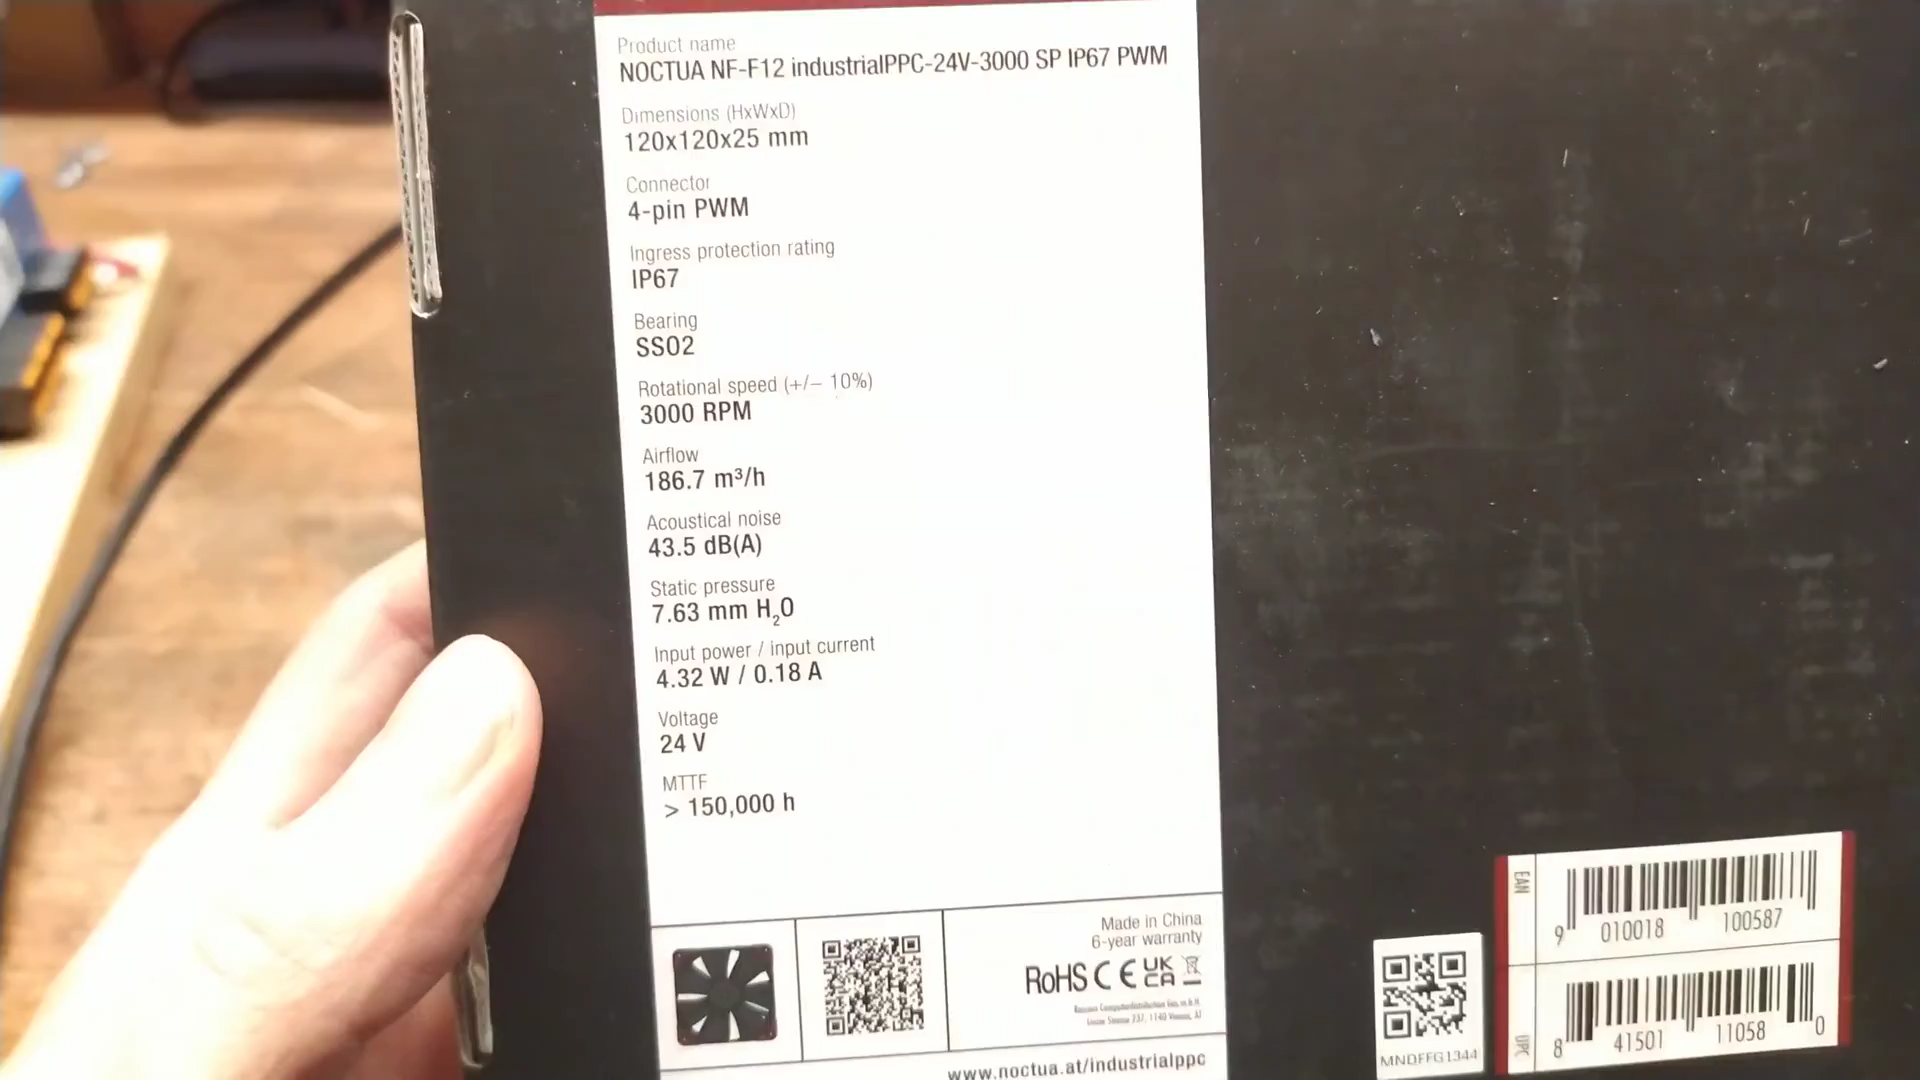 Product name
NOCTUA NF-F12 industrialPPC-24V-3000 SP IP67 PWM
Dimensions (HxWxD)
120x120x25 mm
Connector
4-pin PWM
Ingress protection rating
IP67
Bearing
SSO2
Rotational speed (+/− 10%)
3000 RPM
Airflow
186.7 m³/h
Acoustical noise
43.5 dB(A)
Static pressure
7.63 mm H₂O
Input power / input current
4.32 W / 0.18 A
Voltage
24 V
MTTF
> 150,000 h
Made in China
6-year warranty
RoHS CE UKCA
www.noctua.at/industrialppc
MNDFFG1344
EAN
9 010018 100587
UPC
8 41501 11058 0